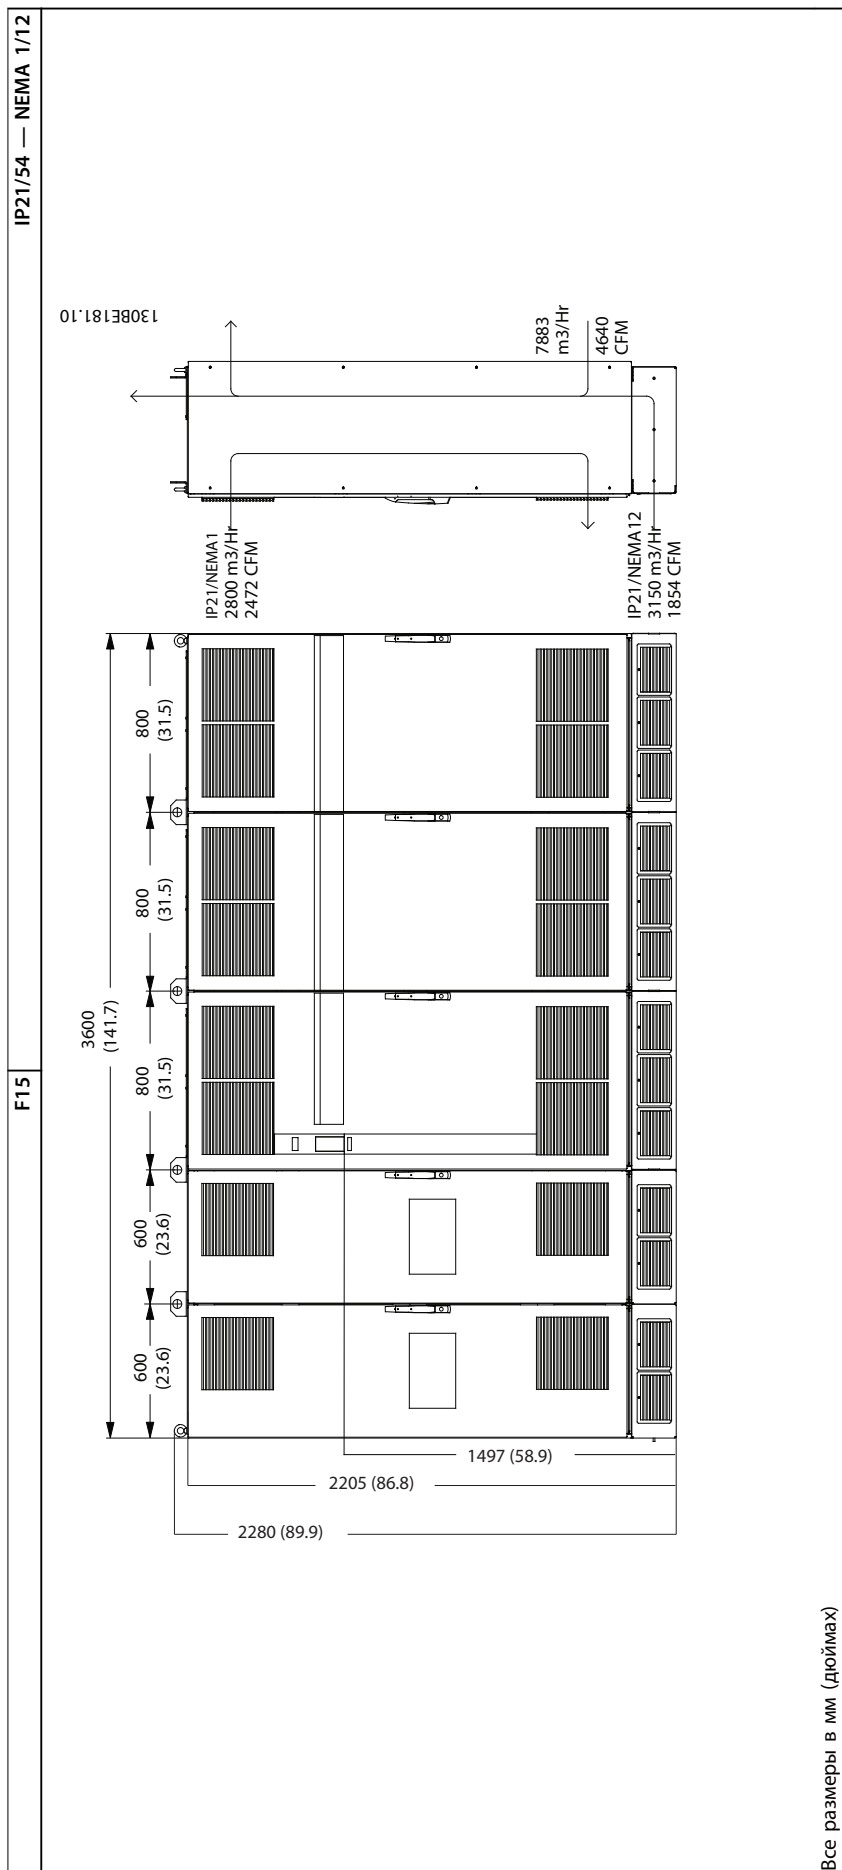 F15
IP21/54 — NEMA 1/12
130BE181.10
3600
(141.7)
600
(23.6)
600
(23.6)
800
(31.5)
800
(31.5)
800
(31.5)
2280 (89.9)
2205 (86.8)
1497 (58.9)
IP21/NEMA1
2800 m3/Hr
2472 CFM
7883
m3/Hr
4640
CFM
IP21/NEMA12
3150 m3/Hr
1854 CFM
Все размеры в мм (дюймах)